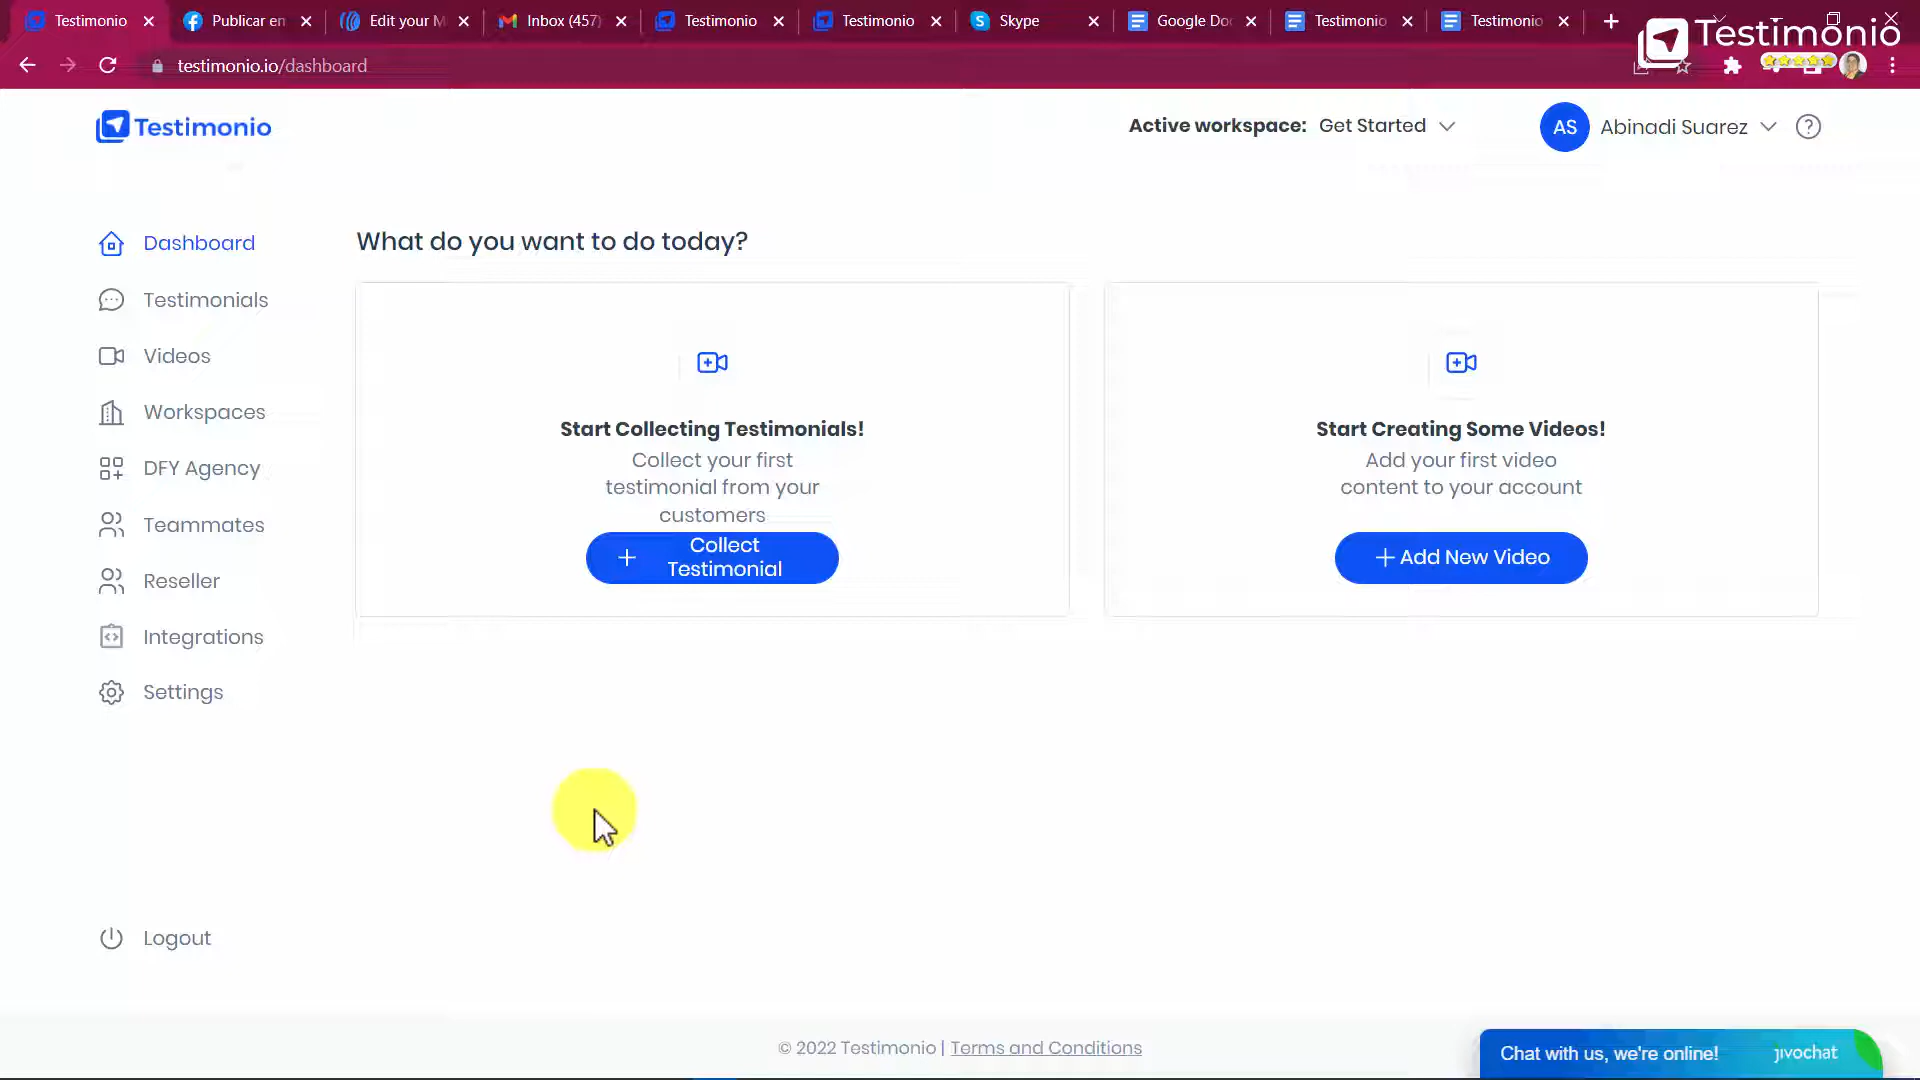 Testimonio
Publicar en
Edit your M
Inbox (457)
Testimonio
Testimonio
Skype
Google Do
Testimonio
Testimonio
Testimonio
testimonio.io/dashboard
Testimonio
Active workspace: Get Started
AS
Abinadi Suarez
?
Dashboard
Testimonials
Videos
Workspaces
DFY Agency
Teammates
Reseller
Integrations
Settings
Logout
What do you want to do today?
Start Collecting Testimonials!
Collect your first
testimonial from your
customers
+ Collect
Testimonial
Start Creating Some Videos!
Add your first video
content to your account
+ Add New Video
© 2022 Testimonio | Terms and Conditions
Chat with us, we're online!
jivochat